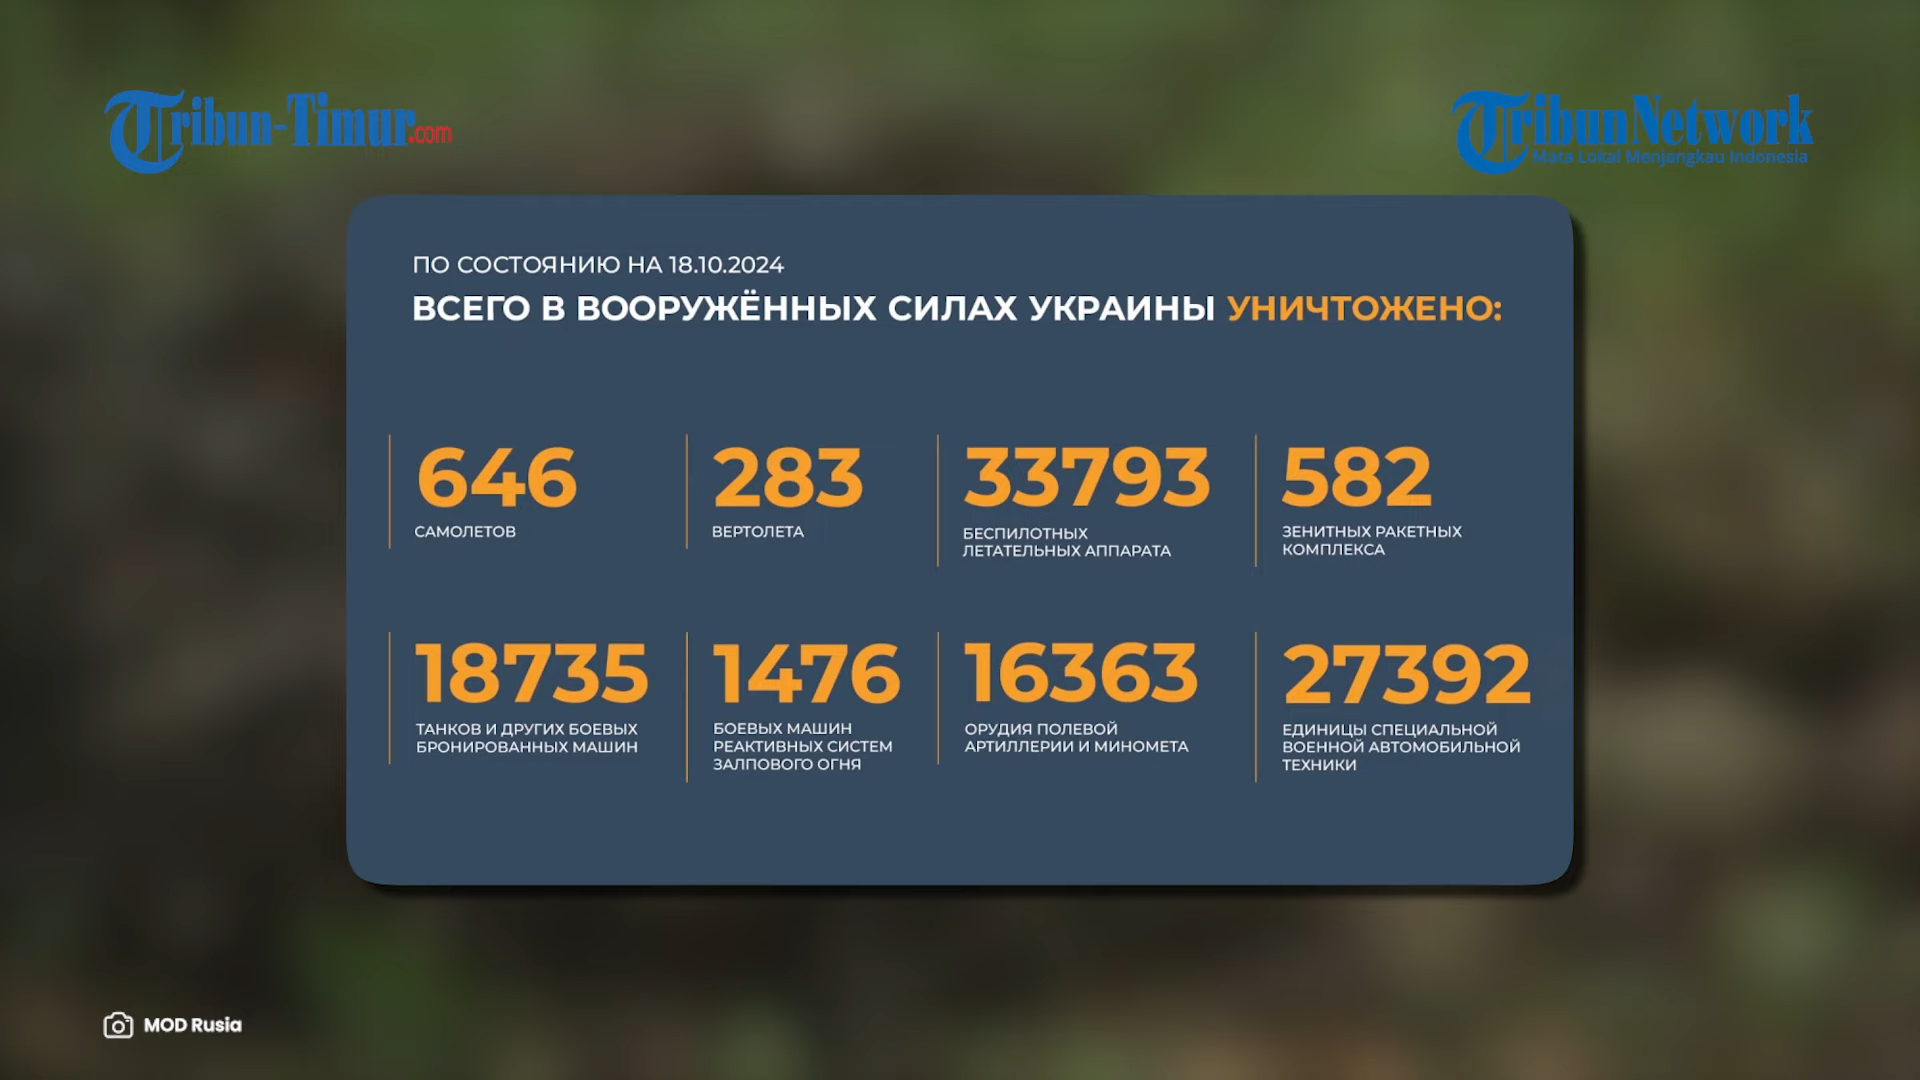 Tribun-Timur.com
TribunNetwork
Mata Lokal Menjangkau Indonesia
ПО СОСТОЯНИЮ НА 18.10.2024
ВСЕГО В ВООРУЖЁННЫХ СИЛАХ УКРАИНЫ УНИЧТОЖЕНО:
646
САМОЛЕТОВ
283
ВЕРТОЛЕТА
33793
БЕСПИЛОТНЫХ
ЛЕТАТЕЛЬНЫХ АППАРАТА
582
ЗЕНИТНЫХ РАКЕТНЫХ
КОМПЛЕКСА
18735
ТАНКОВ И ДРУГИХ БОЕВЫХ
БРОНИРОВАННЫХ МАШИН
1476
БОЕВЫХ МАШИН
РЕАКТИВНЫХ СИСТЕМ
ЗАЛПОВОГО ОГНЯ
16363
ОРУДИЯ ПОЛЕВОЙ
АРТИЛЛЕРИИ И МИНОМЕТА
27392
ЕДИНИЦЫ СПЕЦИАЛЬНОЙ
ВОЕННОЙ АВТОМОБИЛЬНОЙ
ТЕХНИКИ
MOD Rusia